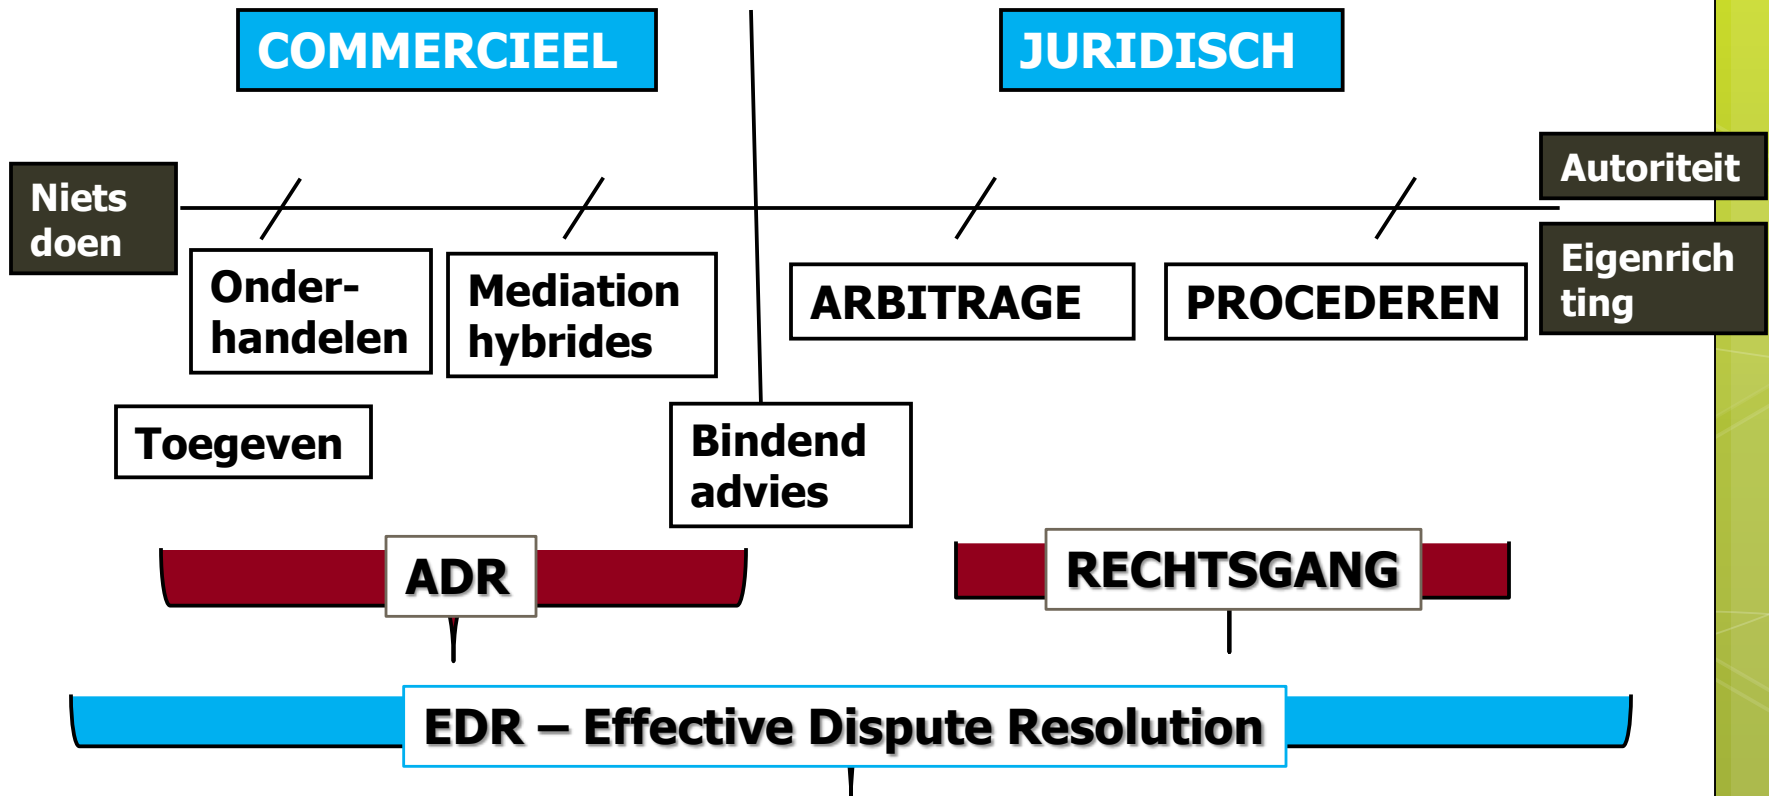 COMMERCIEEL
JURIDISCH
Niets
doen
Autoriteit
Eigenrich
ting
Onder-
handelen
Mediation
hybrides
ARBITRAGE
PROCEDEREN
Toegeven
Bindend
advies
ADR
RECHTSGANG
EDR – Effective Dispute Resolution